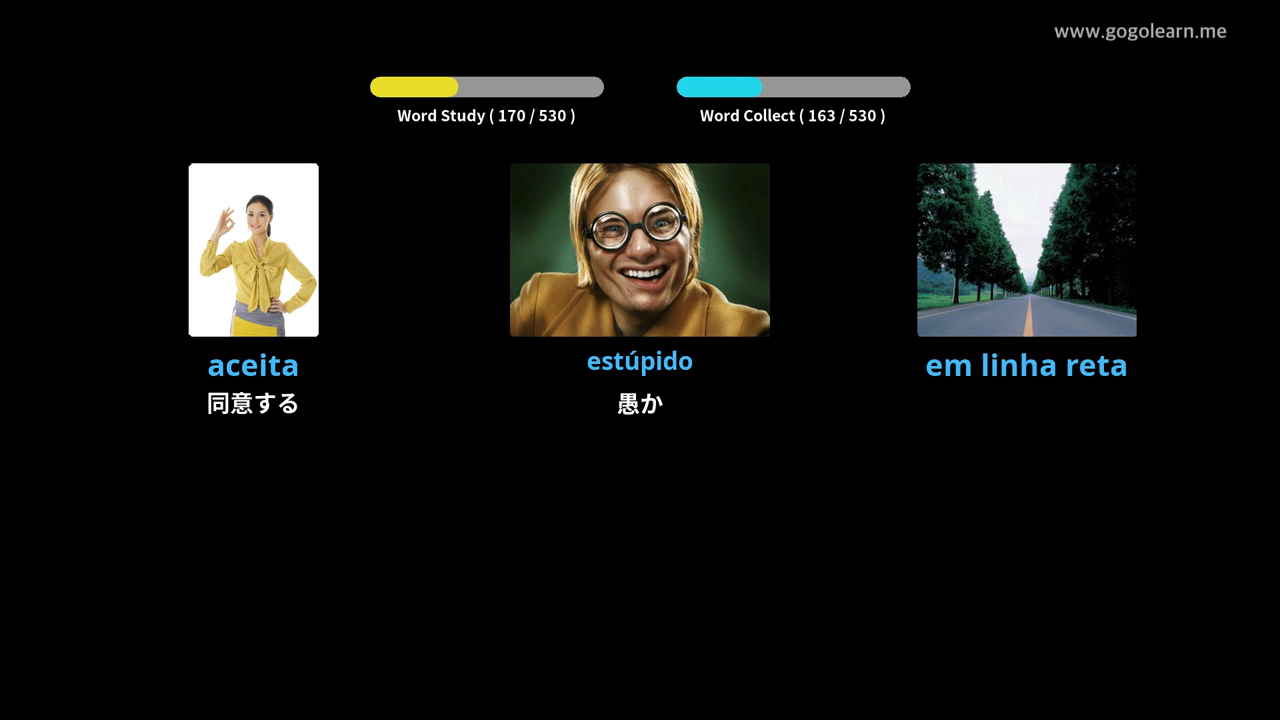 www.gogolearn.me
Word Study ( 170 / 530 )
Word Collect ( 163 / 530 )
aceita
同意する
estúpido
愚か
em linha reta